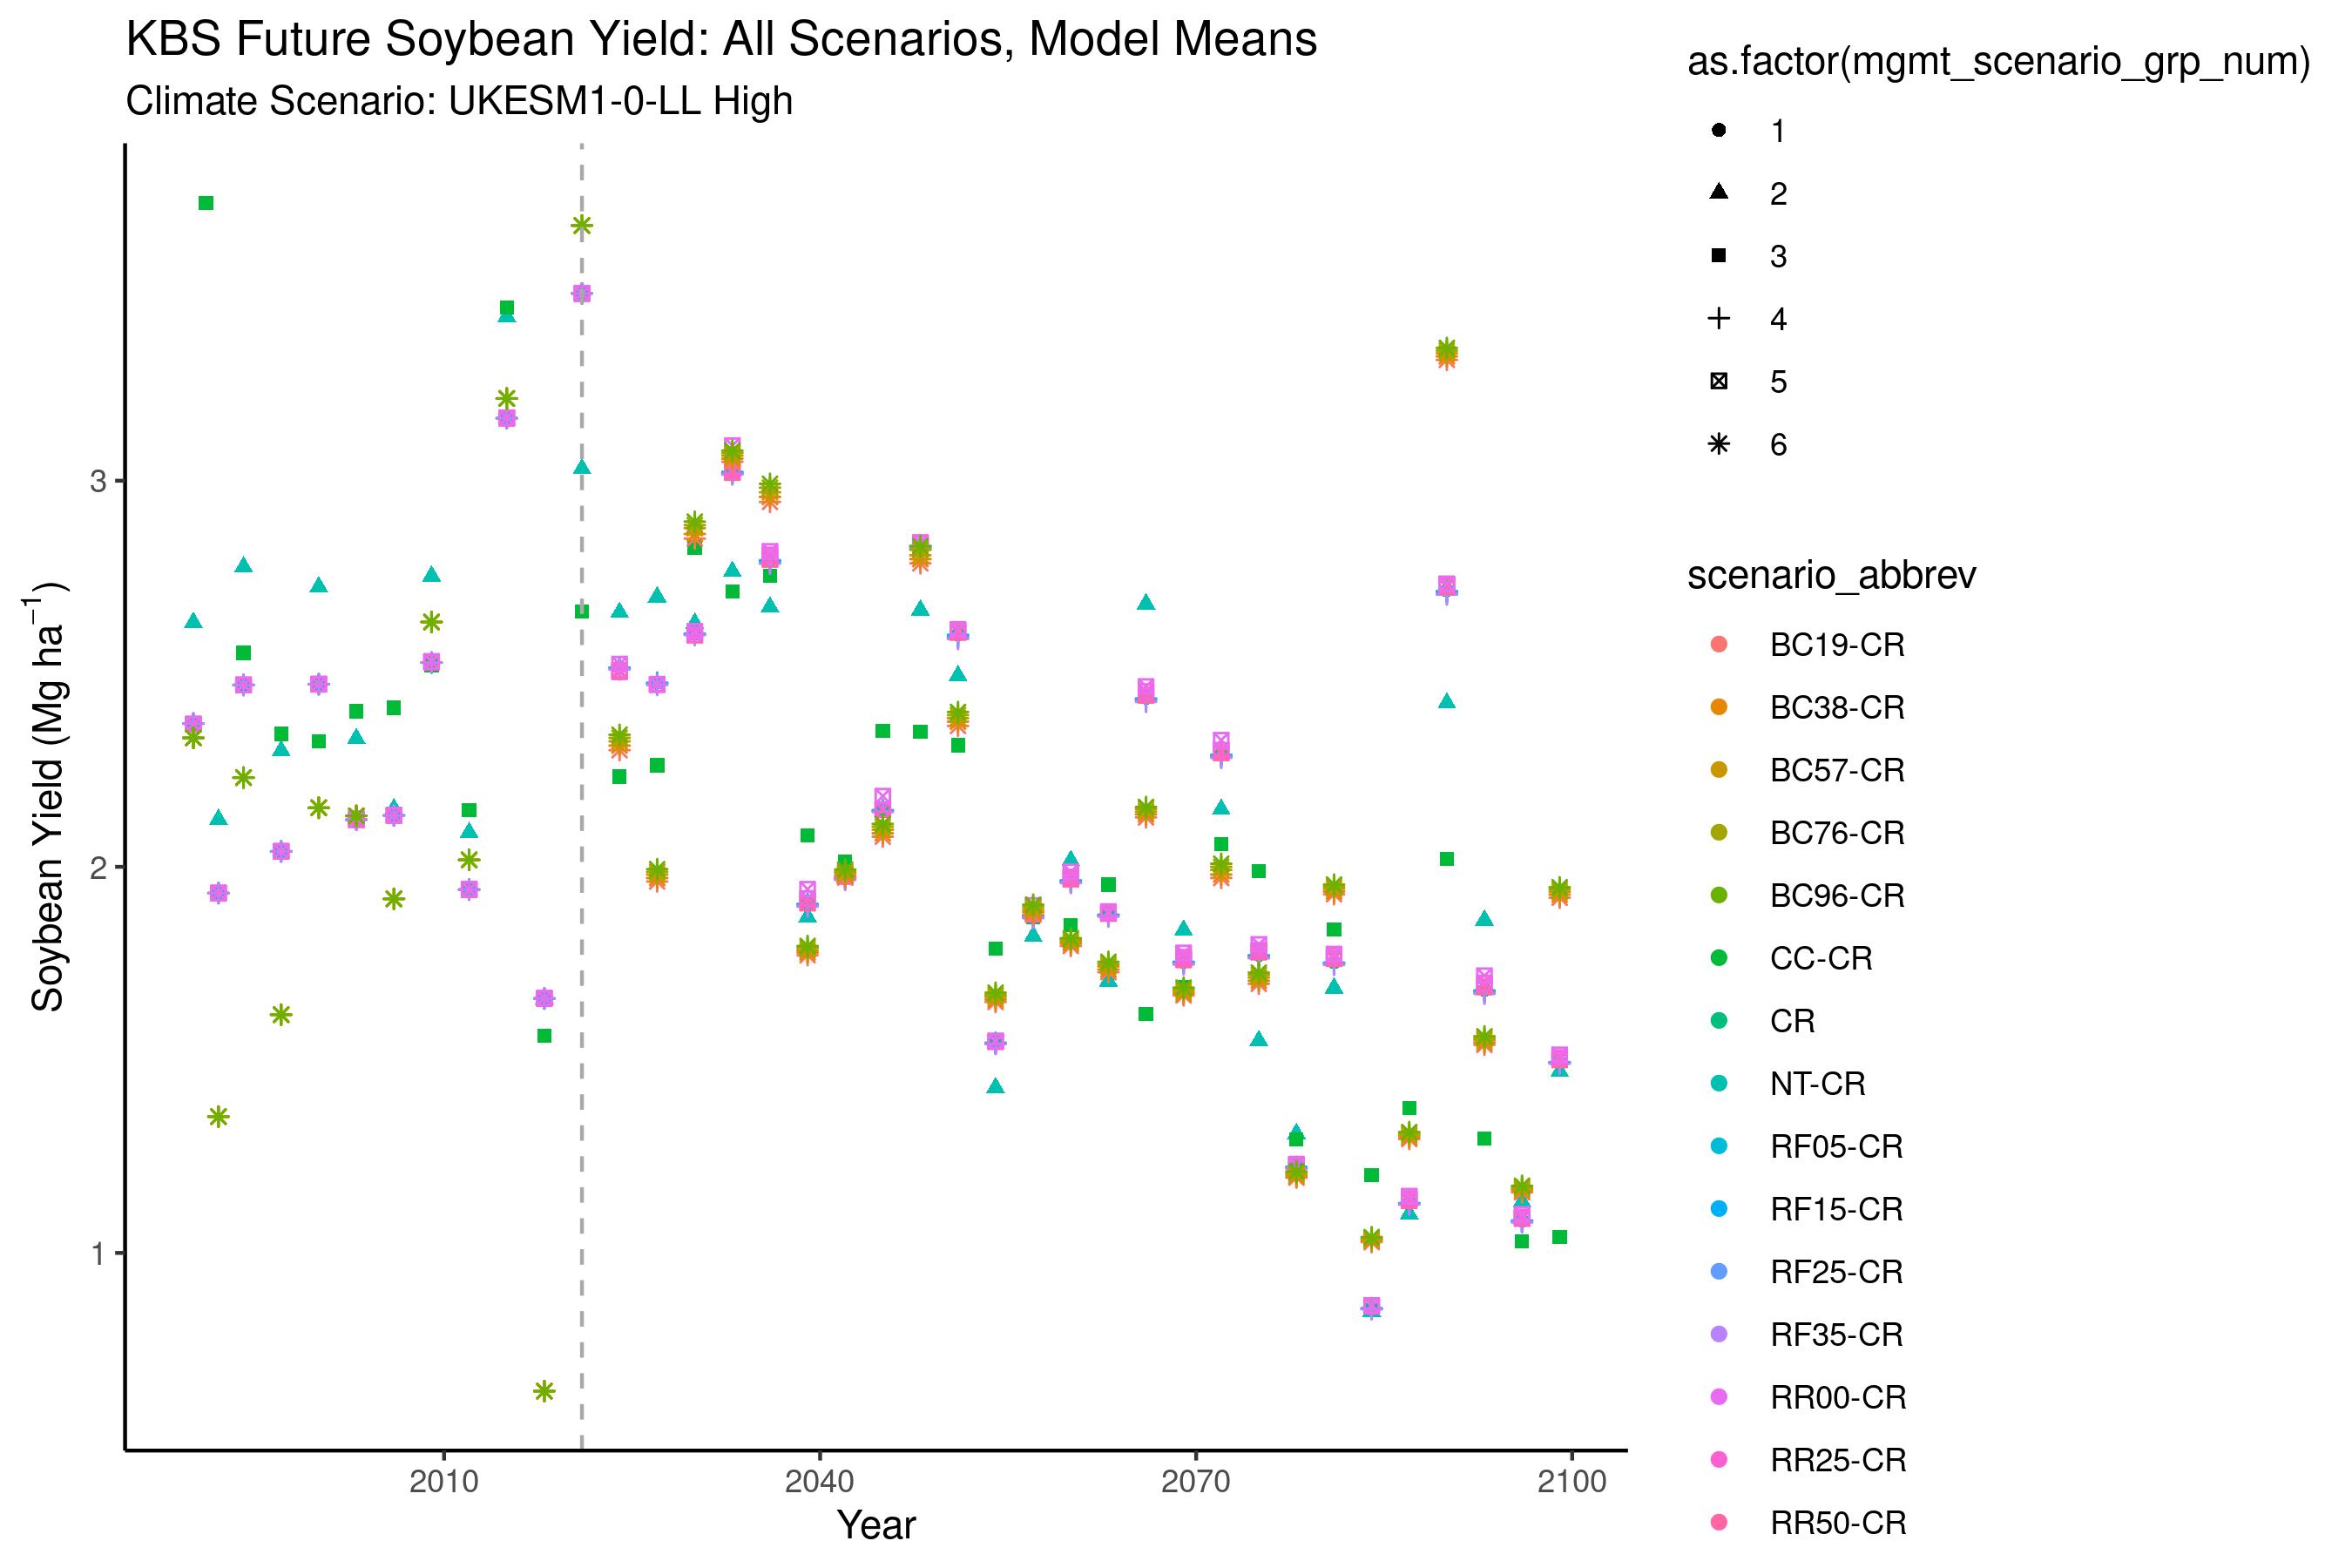 KBS Future Soybean Yield: All Scenarios, Model Means
Climate Scenario: UKESM1-0-LL High
Soybean Yield (Mg ha⁻¹)
3
2
1
2010
2040
2070
2100
Year
as.factor(mgmt_scenario_grp_num)
1
2
3
4
5
6
scenario_abbrev
BC19-CR
BC38-CR
BC57-CR
BC76-CR
BC96-CR
CC-CR
CR
NT-CR
RF05-CR
RF15-CR
RF25-CR
RF35-CR
RR00-CR
RR25-CR
RR50-CR